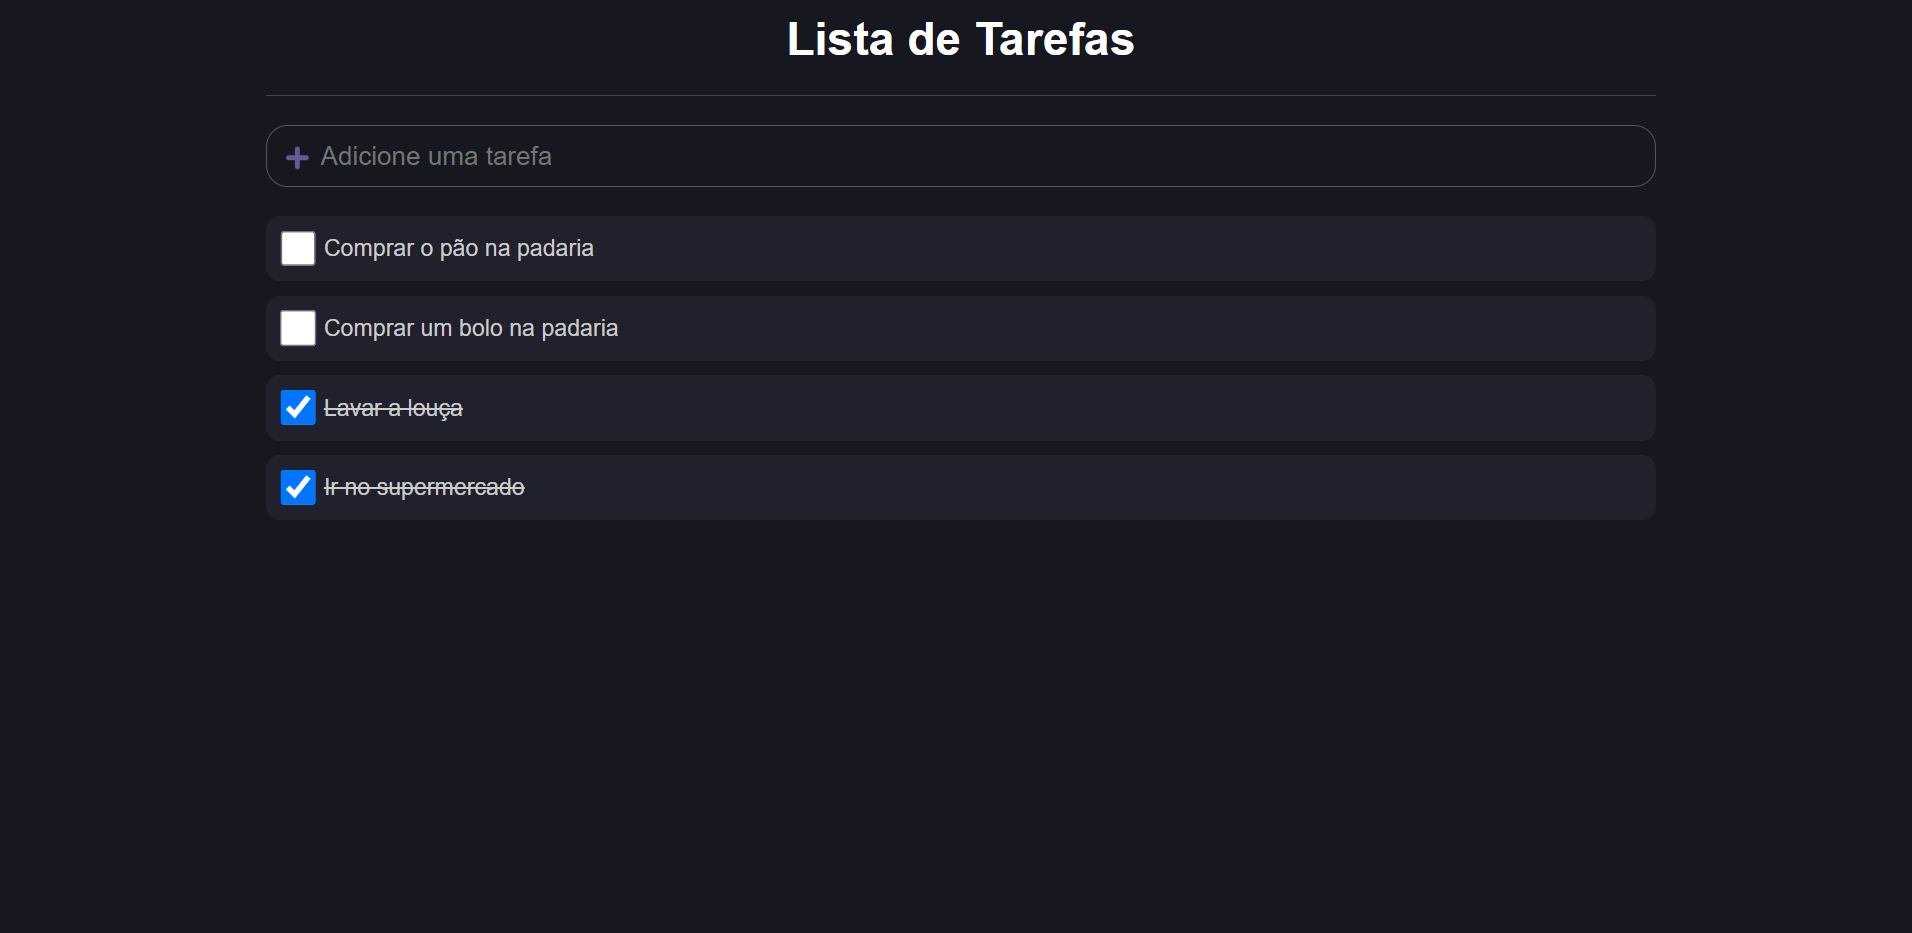 Lista de Tarefas
Adicione uma tarefa
Comprar o pão na padaria
Comprar um bolo na padaria
Lavar a louça
Ir no supermercado